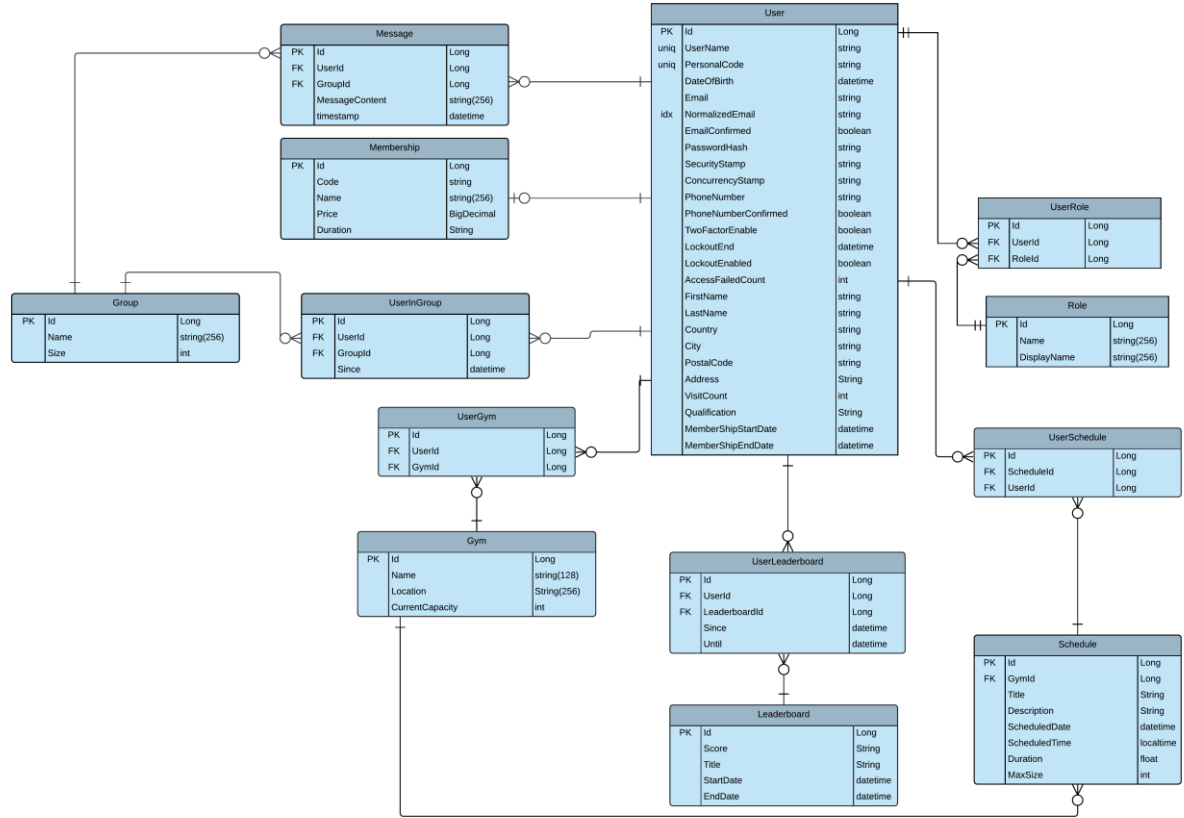 Message
PK Id Long
FK UserId Long
FK GroupId Long
MessageContent string(256)
timestamp datetime
Membership
PK Id Long
Code string
Name string(256)
Price BigDecimal
Duration String
Group
PK Id Long
Name string(256)
Size int
UserInGroup
PK Id Long
FK UserId Long
FK GroupId Long
Since datetime
UserGym
PK Id Long
FK UserId Long
FK GymId Long
Gym
PK Id Long
Name string(128)
Location String(256)
CurrentCapacity int
User
PK Id Long
uniq UserName string
uniq PersonalCode string
DateOfBirth datetime
Email string
idx NormalizedEmail string
EmailConfirmed boolean
PasswordHash string
SecurityStamp string
ConcurrencyStamp string
PhoneNumber string
PhoneNumberConfirmed boolean
TwoFactorEnable boolean
LockoutEnd datetime
LockoutEnabled boolean
AccessFailedCount int
FirstName string
LastName string
Country string
City string
PostalCode string
Address String
VisitCount int
Qualification String
MemberShipStartDate datetime
MemberShipEndDate datetime
UserLeaderboard
PK Id Long
FK UserId Long
FK LeaderboardId Long
Since datetime
Until datetime
Leaderboard
PK Id Long
Score String
Title String
StartDate datetime
EndDate datetime
UserRole
PK Id Long
FK UserId Long
FK RoleId Long
Role
PK Id Long
Name string(256)
DisplayName string(256)
UserSchedule
PK Id Long
FK ScheduleId Long
FK UserId Long
Schedule
PK Id Long
FK GymId Long
Title String
Description String
ScheduledDate datetime
ScheduledTime localtime
Duration float
MaxSize int